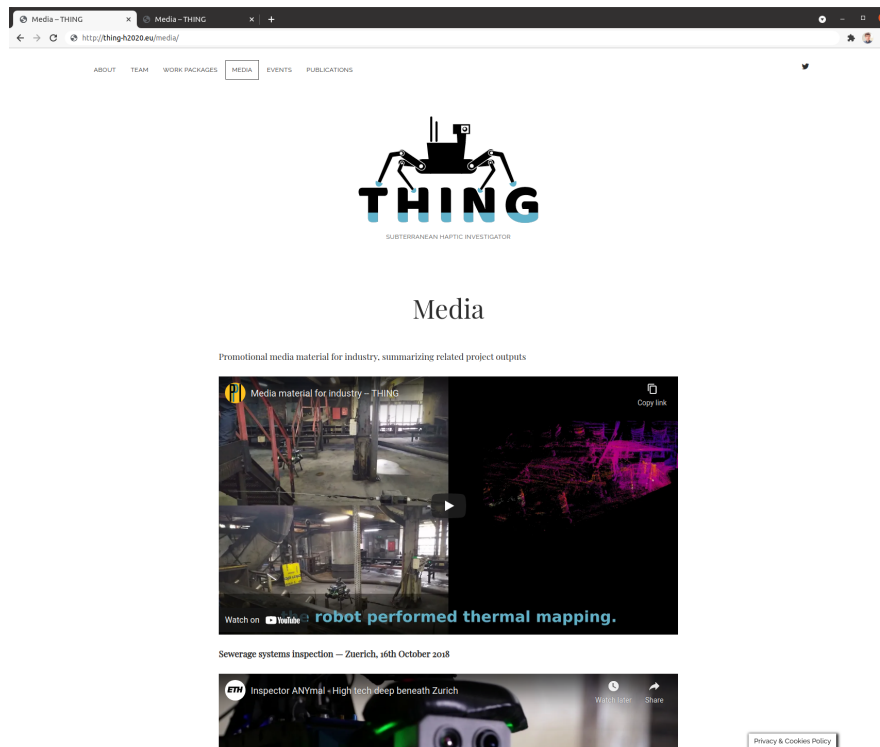 Media – THING
Media – THING
http://thing-h2020.eu/media/
ABOUT TEAM WORK PACKAGES MEDIA EVENTS PUBLICATIONS
THING
SUBTERRANEAN HAPTIC INVESTIGATOR
Media
Promotional media material for industry, summarizing related project outputs
Media material for industry – THING
Copy link
the robot performed thermal mapping.
Watch on YouTube
Sewerage systems inspection — Zuerich, 16th October 2018
ETH Inspector ANYmal - High tech deep beneath Zurich
Watch later Share
Privacy & Cookies Policy